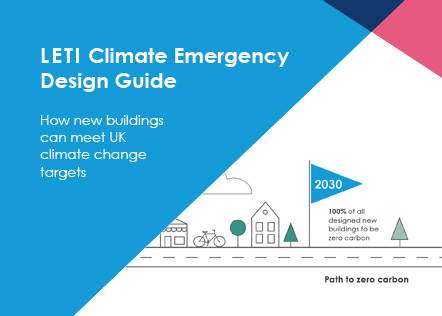 LETI Climate Emergency
Design Guide
How new buildings
can meet UK
climate change
targets
2030
100% of all
designed new
buildings to be
zero carbon
Path to zero carbon